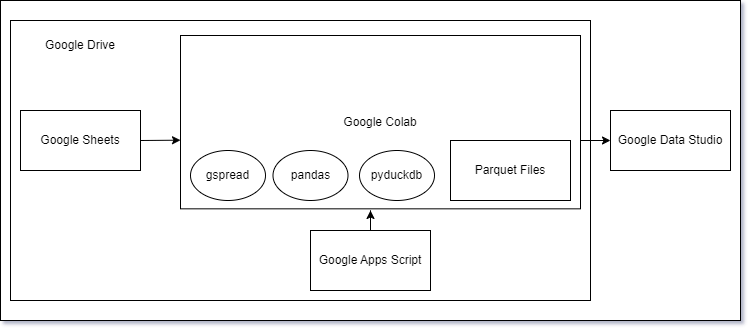 Google Drive
Google Colab
Google Sheets
Google Data Studio
gspread
pandas
pyduckdb
Parquet Files
Google Apps Script